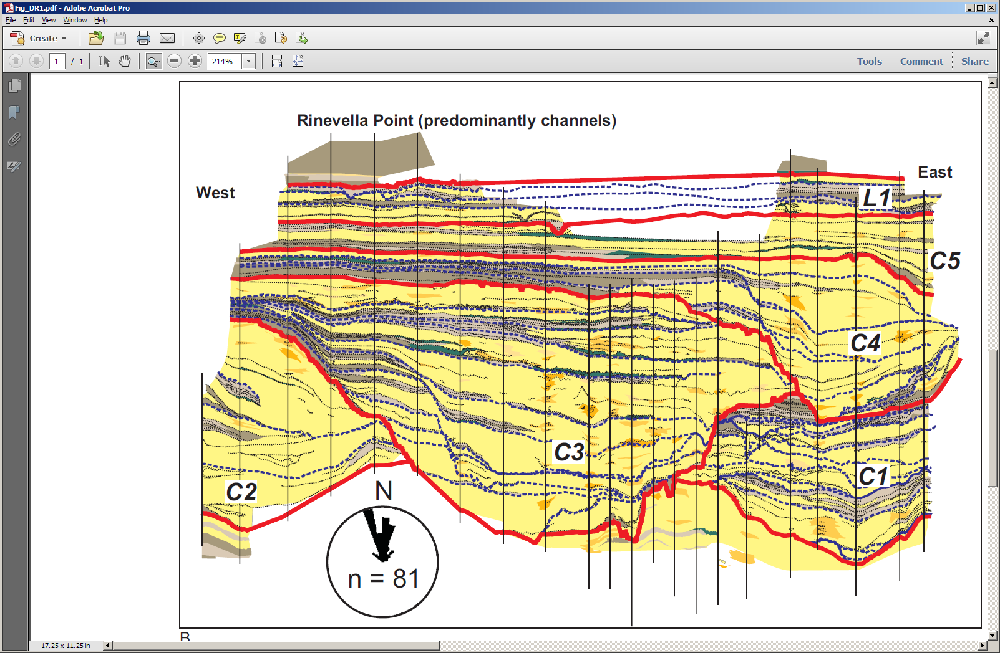 Fig_DR1.pdf - Adobe Acrobat Pro
File Edit View Window Help
Create
1 / 1
214%
Tools Comment Share
Rinevella Point (predominantly channels)
West
East
L1
C5
C4
C3
C1
C2
N
n = 81
B
17.25 x 11.25 in